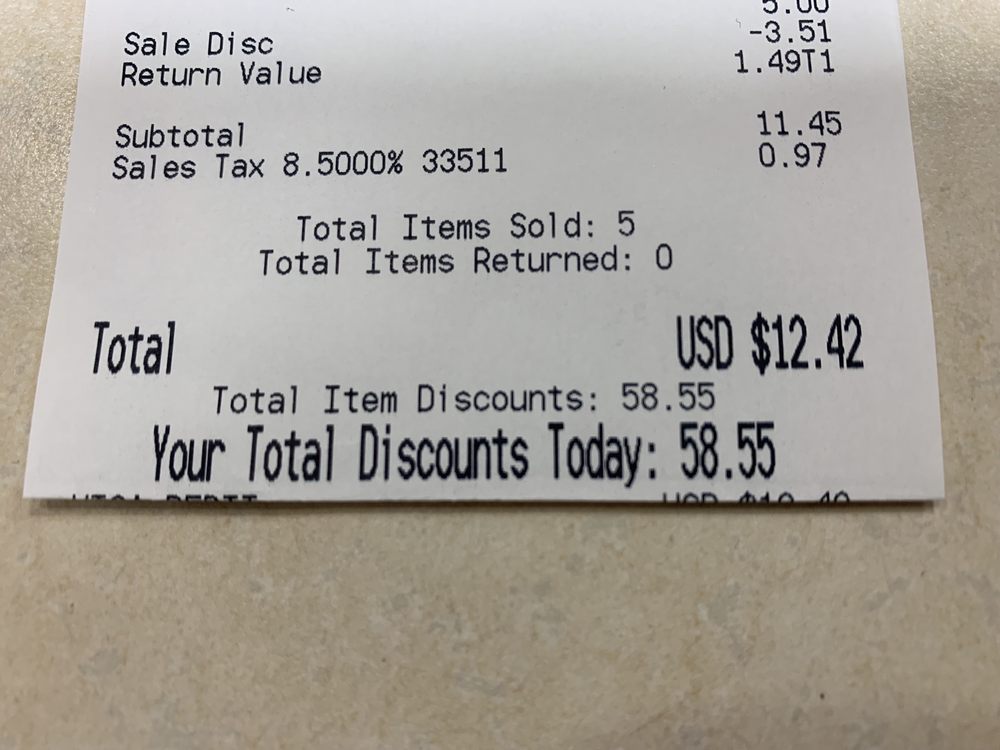 5.00
Sale Disc -3.51
Return Value 1.49T1
Subtotal 11.45
Sales Tax 8.5000% 33511 0.97
Total Items Sold: 5
Total Items Returned: 0
Total USD $12.42
Total Item Discounts: 58.55
Your Total Discounts Today: 58.55